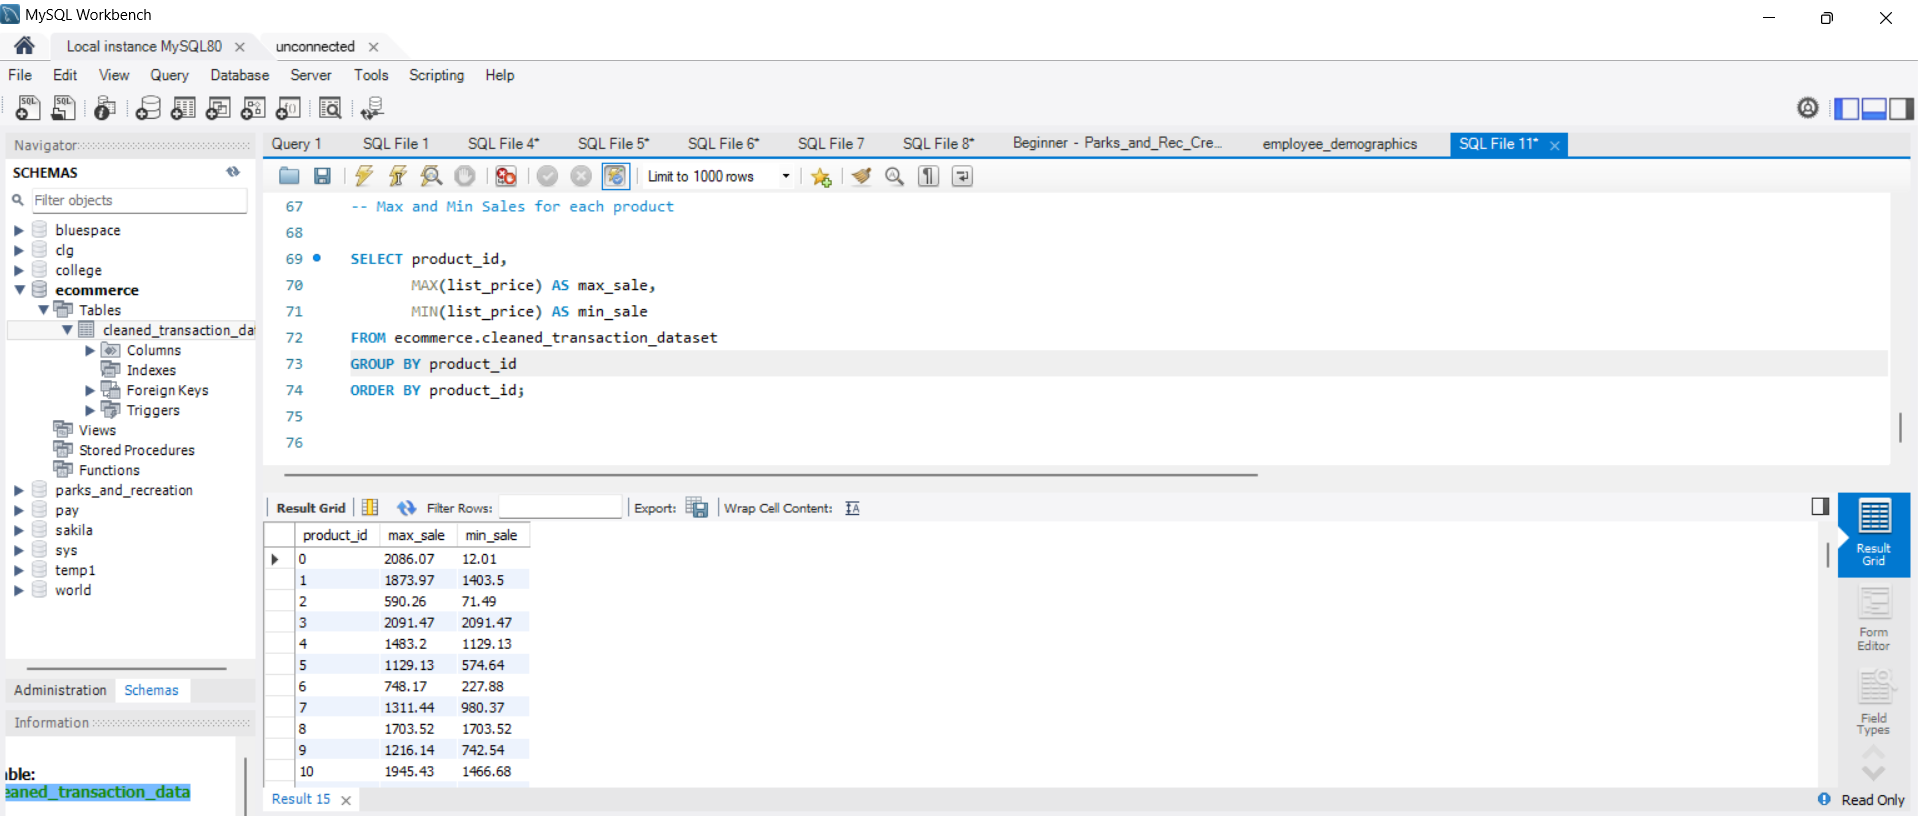 MySQL Workbench
Local instance MySQL80
unconnected
File Edit View Query Database Server Tools Scripting Help
Navigator
SCHEMAS
Filter objects
bluespace
clg
college
ecommerce
Tables
cleaned_transaction_da
Columns
Indexes
Foreign Keys
Triggers
Views
Stored Procedures
Functions
parks_and_recreation
pay
sakila
sys
temp1
world
Administration Schemas
Information
able:
eaned_transaction_data
Query 1 SQL File 1 SQL File 4* SQL File 5* SQL File 6* SQL File 7 SQL File 8* Beginner - Parks_and_Rec_Cre... employee_demographics SQL File 11*
Limit to 1000 rows
67 -- Max and Min Sales for each product
68
69 SELECT product_id,
70 MAX(list_price) AS max_sale,
71 MIN(list_price) AS min_sale
72 FROM ecommerce.cleaned_transaction_dataset
73 GROUP BY product_id
74 ORDER BY product_id;
75
76
Result Grid Filter Rows: Export: Wrap Cell Content:
product_id max_sale min_sale
0 2086.07 12.01
1 1873.97 1403.5
2 590.26 71.49
3 2091.47 2091.47
4 1483.2 1129.13
5 1129.13 574.64
6 748.17 227.88
7 1311.44 980.37
8 1703.52 1703.52
9 1216.14 742.54
10 1945.43 1466.68
Result 15
Result
Grid
Form
Editor
Field
Types
Read Only